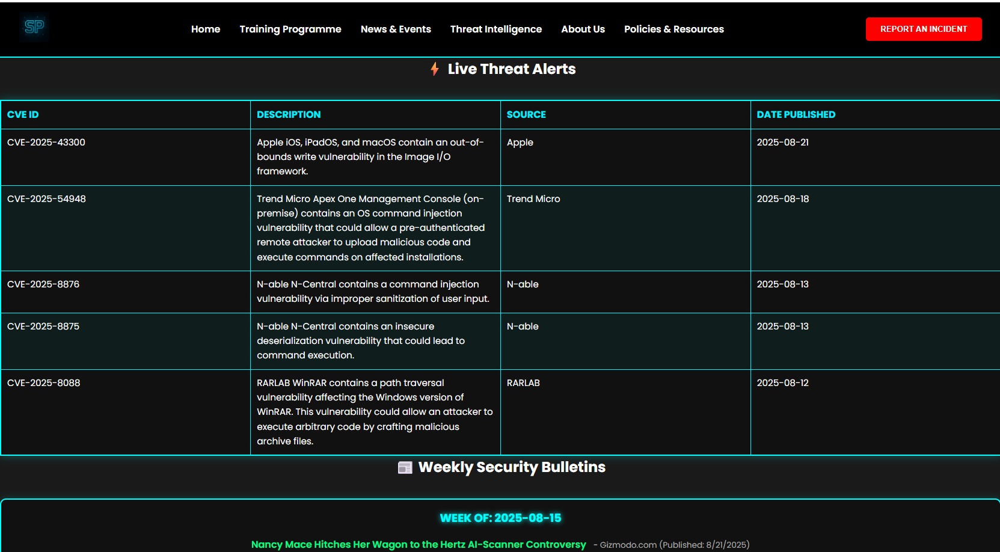 SP
Home Training Programme News & Events Threat Intelligence About Us Policies & Resources REPORT AN INCIDENT
Live Threat Alerts
CVE ID DESCRIPTION SOURCE DATE PUBLISHED
CVE-2025-43300 Apple iOS, iPadOS, and macOS contain an out-of- Apple 2025-08-21
bounds write vulnerability in the Image I/O
framework.
CVE-2025-54948 Trend Micro Apex One Management Console (on- Trend Micro 2025-08-18
premise) contains an OS command injection
vulnerability that could allow a pre-authenticated
remote attacker to upload malicious code and
execute commands on affected installations.
CVE-2025-8876 N-able N-Central contains a command injection N-able 2025-08-13
vulnerability via improper sanitization of user input.
CVE-2025-8875 N-able N-Central contains an insecure N-able 2025-08-13
deserialization vulnerability that could lead to
command execution.
CVE-2025-8088 RARLAB WinRAR contains a path traversal RARLAB 2025-08-12
vulnerability affecting the Windows version of
WinRAR. This vulnerability could allow an attacker to
execute arbitrary code by crafting malicious
archive files.
Weekly Security Bulletins
WEEK OF: 2025-08-15
Nancy Mace Hitches Her Wagon to the Hertz AI-Scanner Controversy - Gizmodo.com (Published: 8/21/2025)